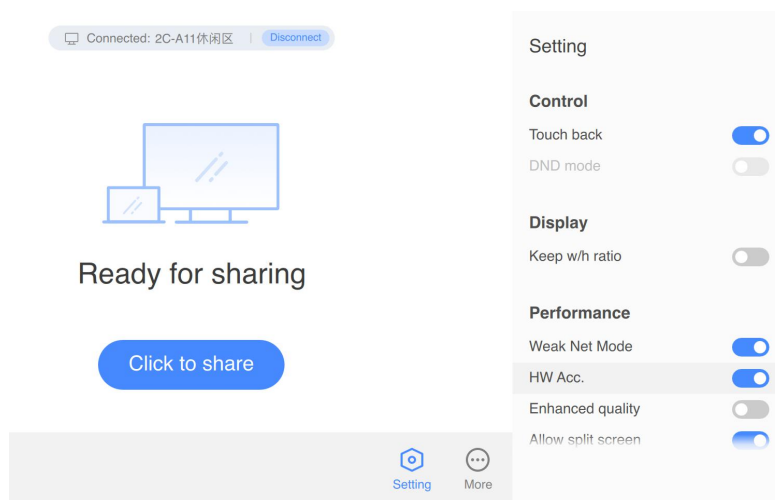 Connected: 2C-A11休闲区 Disconnect
Ready for sharing
Click to share
Setting
More
Setting
Control
Touch back
DND mode
Display
Keep w/h ratio
Performance
Weak Net Mode
HW Acc.
Enhanced quality
Allow split screen